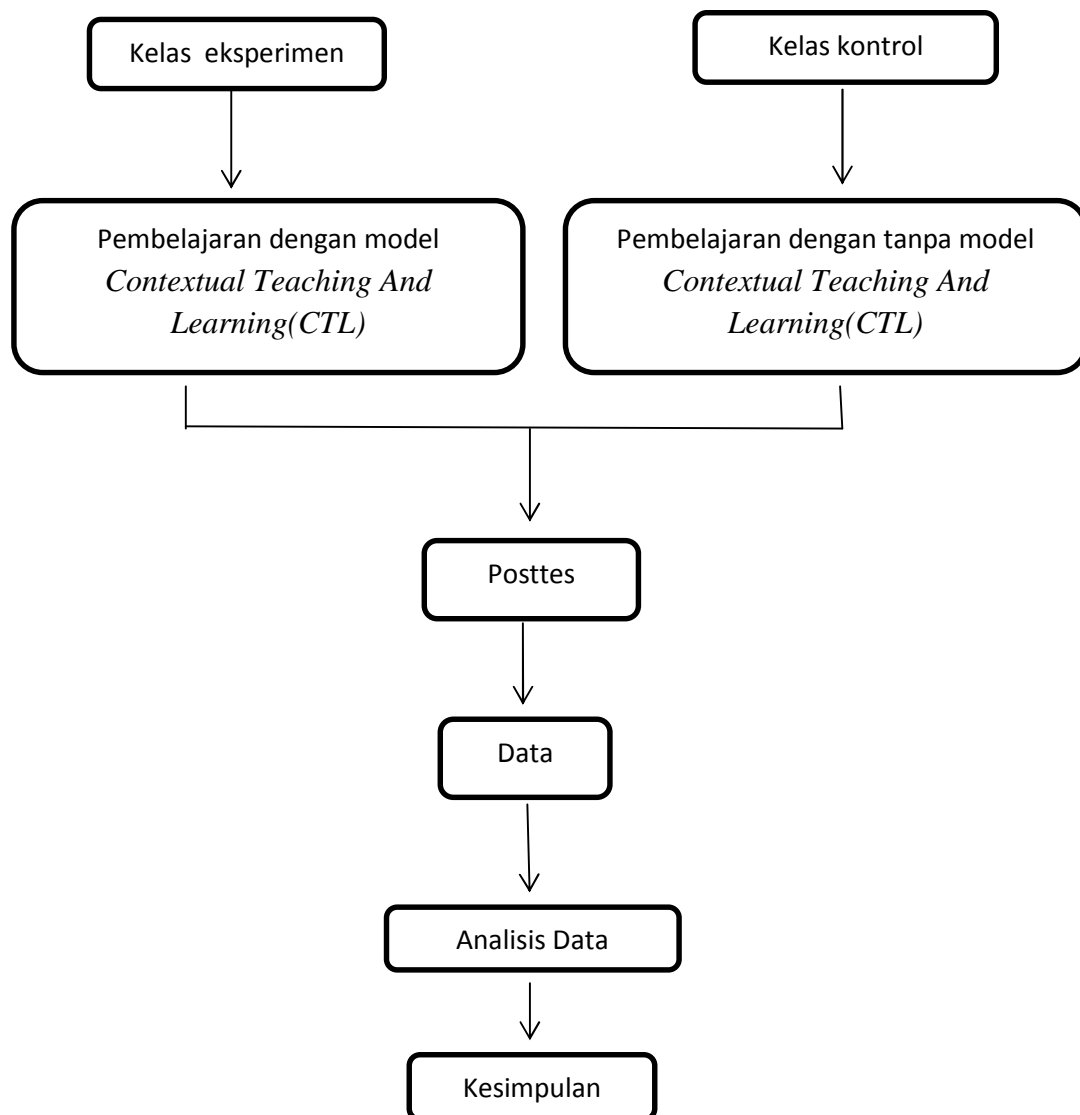 Kelas eksperimen
Kelas kontrol
Pembelajaran dengan model
Contextual Teaching And
Learning(CTL)
Pembelajaran dengan tanpa model
Contextual Teaching And
Learning(CTL)
Posttes
Data
Analisis Data
Kesimpulan